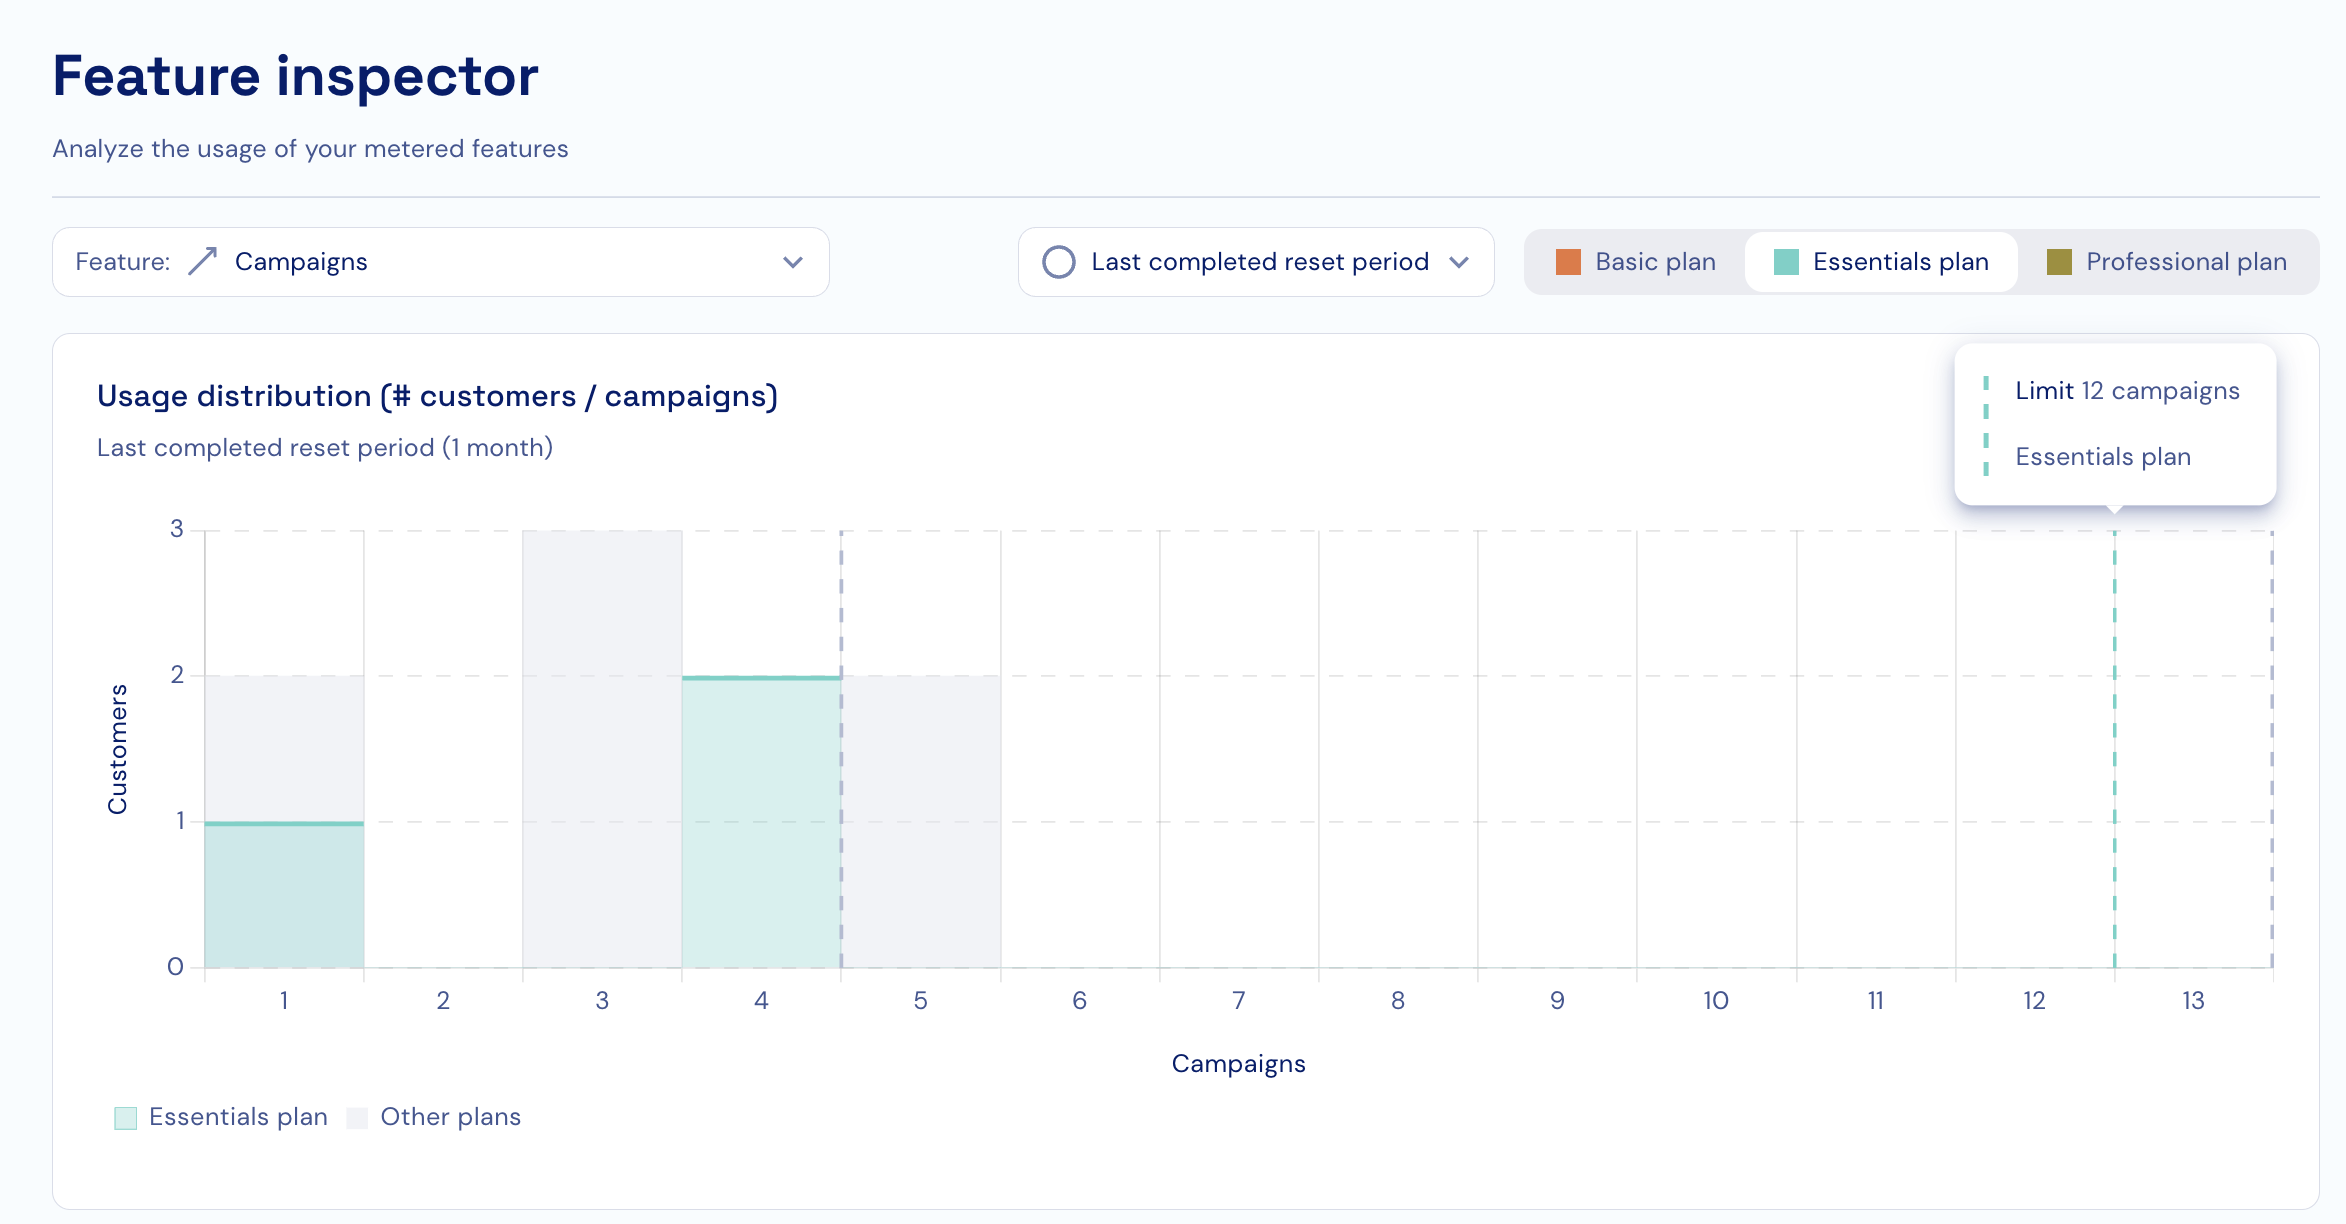 Feature inspector
Analyze the usage of your metered features
Feature: Campaigns
Last completed reset period
Basic plan
Essentials plan
Professional plan
Usage distribution (# customers / campaigns)
Last completed reset period (1 month)
Limit 12 campaigns
Essentials plan
3
2
1
0
Customers
1 2 3 4 5 6 7 8 9 10 11 12 13
Campaigns
Essentials plan
Other plans